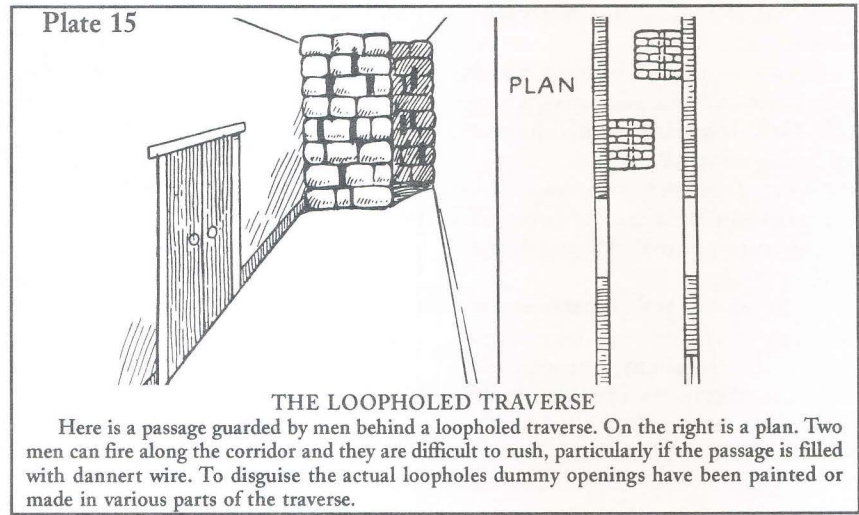 Plate 15
PLAN
THE LOOPHOLED TRAVERSE
Here is a passage guarded by men behind a loopholed traverse. On the right is a plan. Two
men can fire along the corridor and they are difficult to rush, particularly if the passage is filled
with dannert wire. To disguise the actual loopholes dummy openings have been painted or
made in various parts of the traverse.